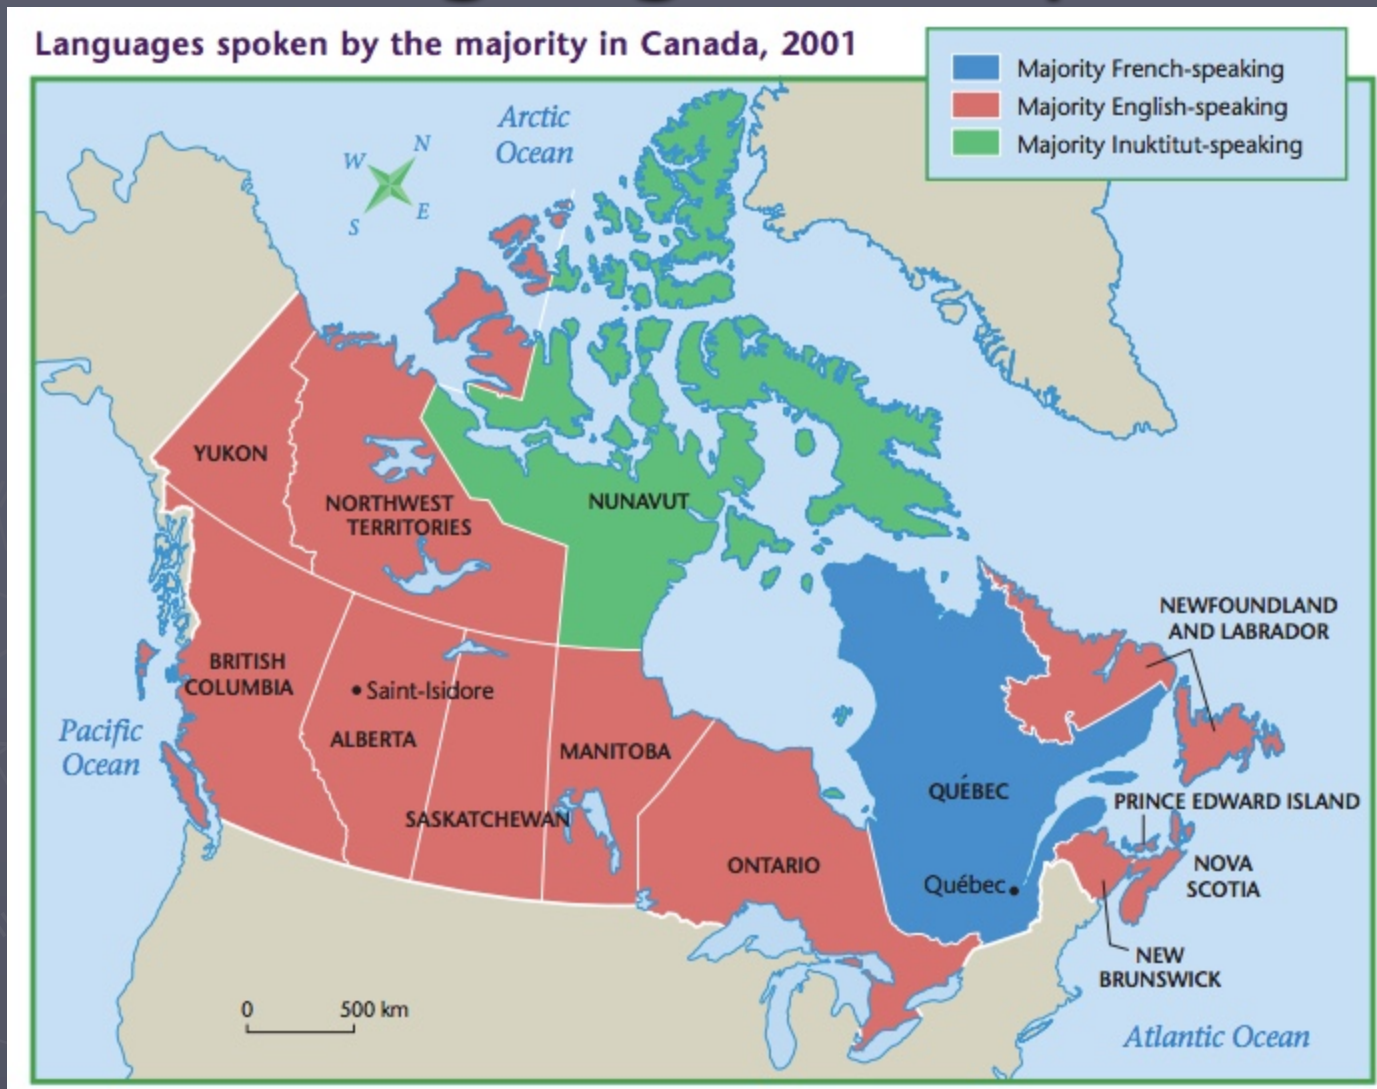 Languages spoken by the majority in Canada, 2001
Majority French-speaking
Majority English-speaking
Majority Inuktitut-speaking
Arctic
Ocean
N
W
E
S
YUKON
NORTHWEST
TERRITORIES
NUNAVUT
NEWFOUNDLAND
AND LABRADOR
BRITISH
COLUMBIA
Saint-Isidore
ALBERTA
MANITOBA
SASKATCHEWAN
Pacific
Ocean
QUÉBEC
PRINCE EDWARD ISLAND
ONTARIO
Québec
NOVA
SCOTIA
NEW
BRUNSWICK
0 500 km
Atlantic Ocean